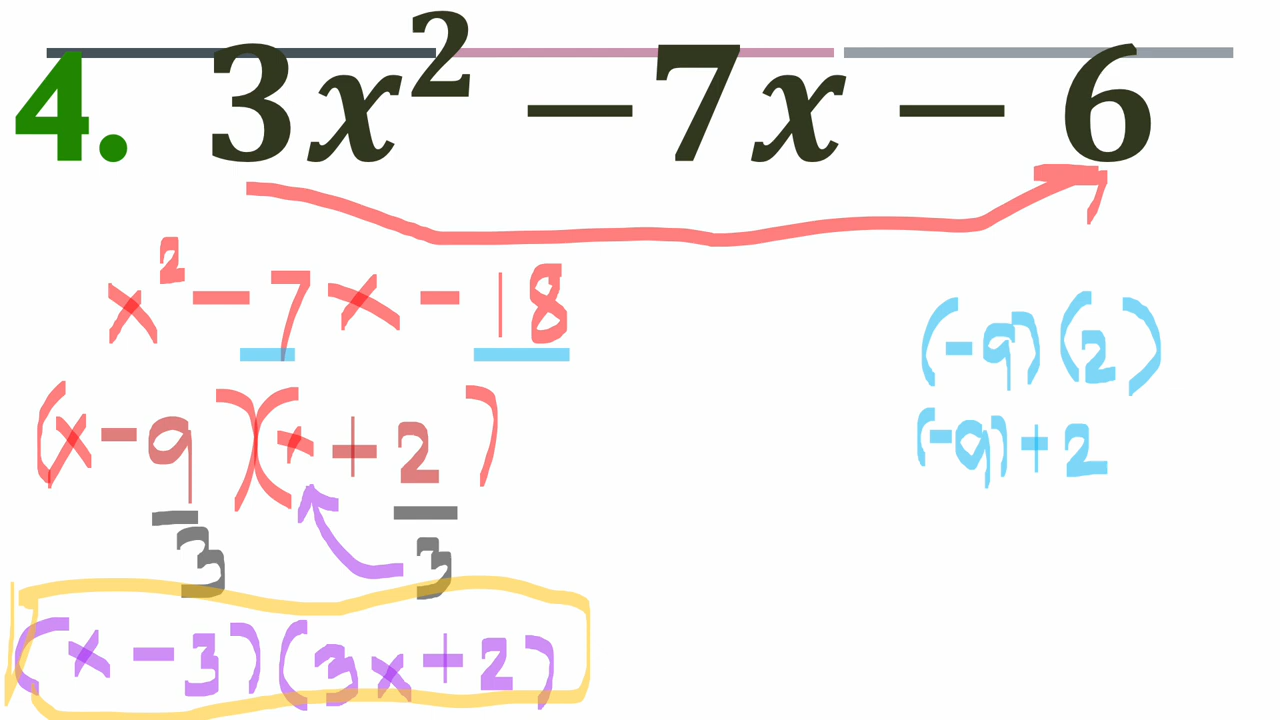 4. 3x² − 7x − 6
x² − 7x − 18
(−9)(2)
(x − 9)(x + 2)
(−9) + 2
3 3
(x − 3)(3x + 2)